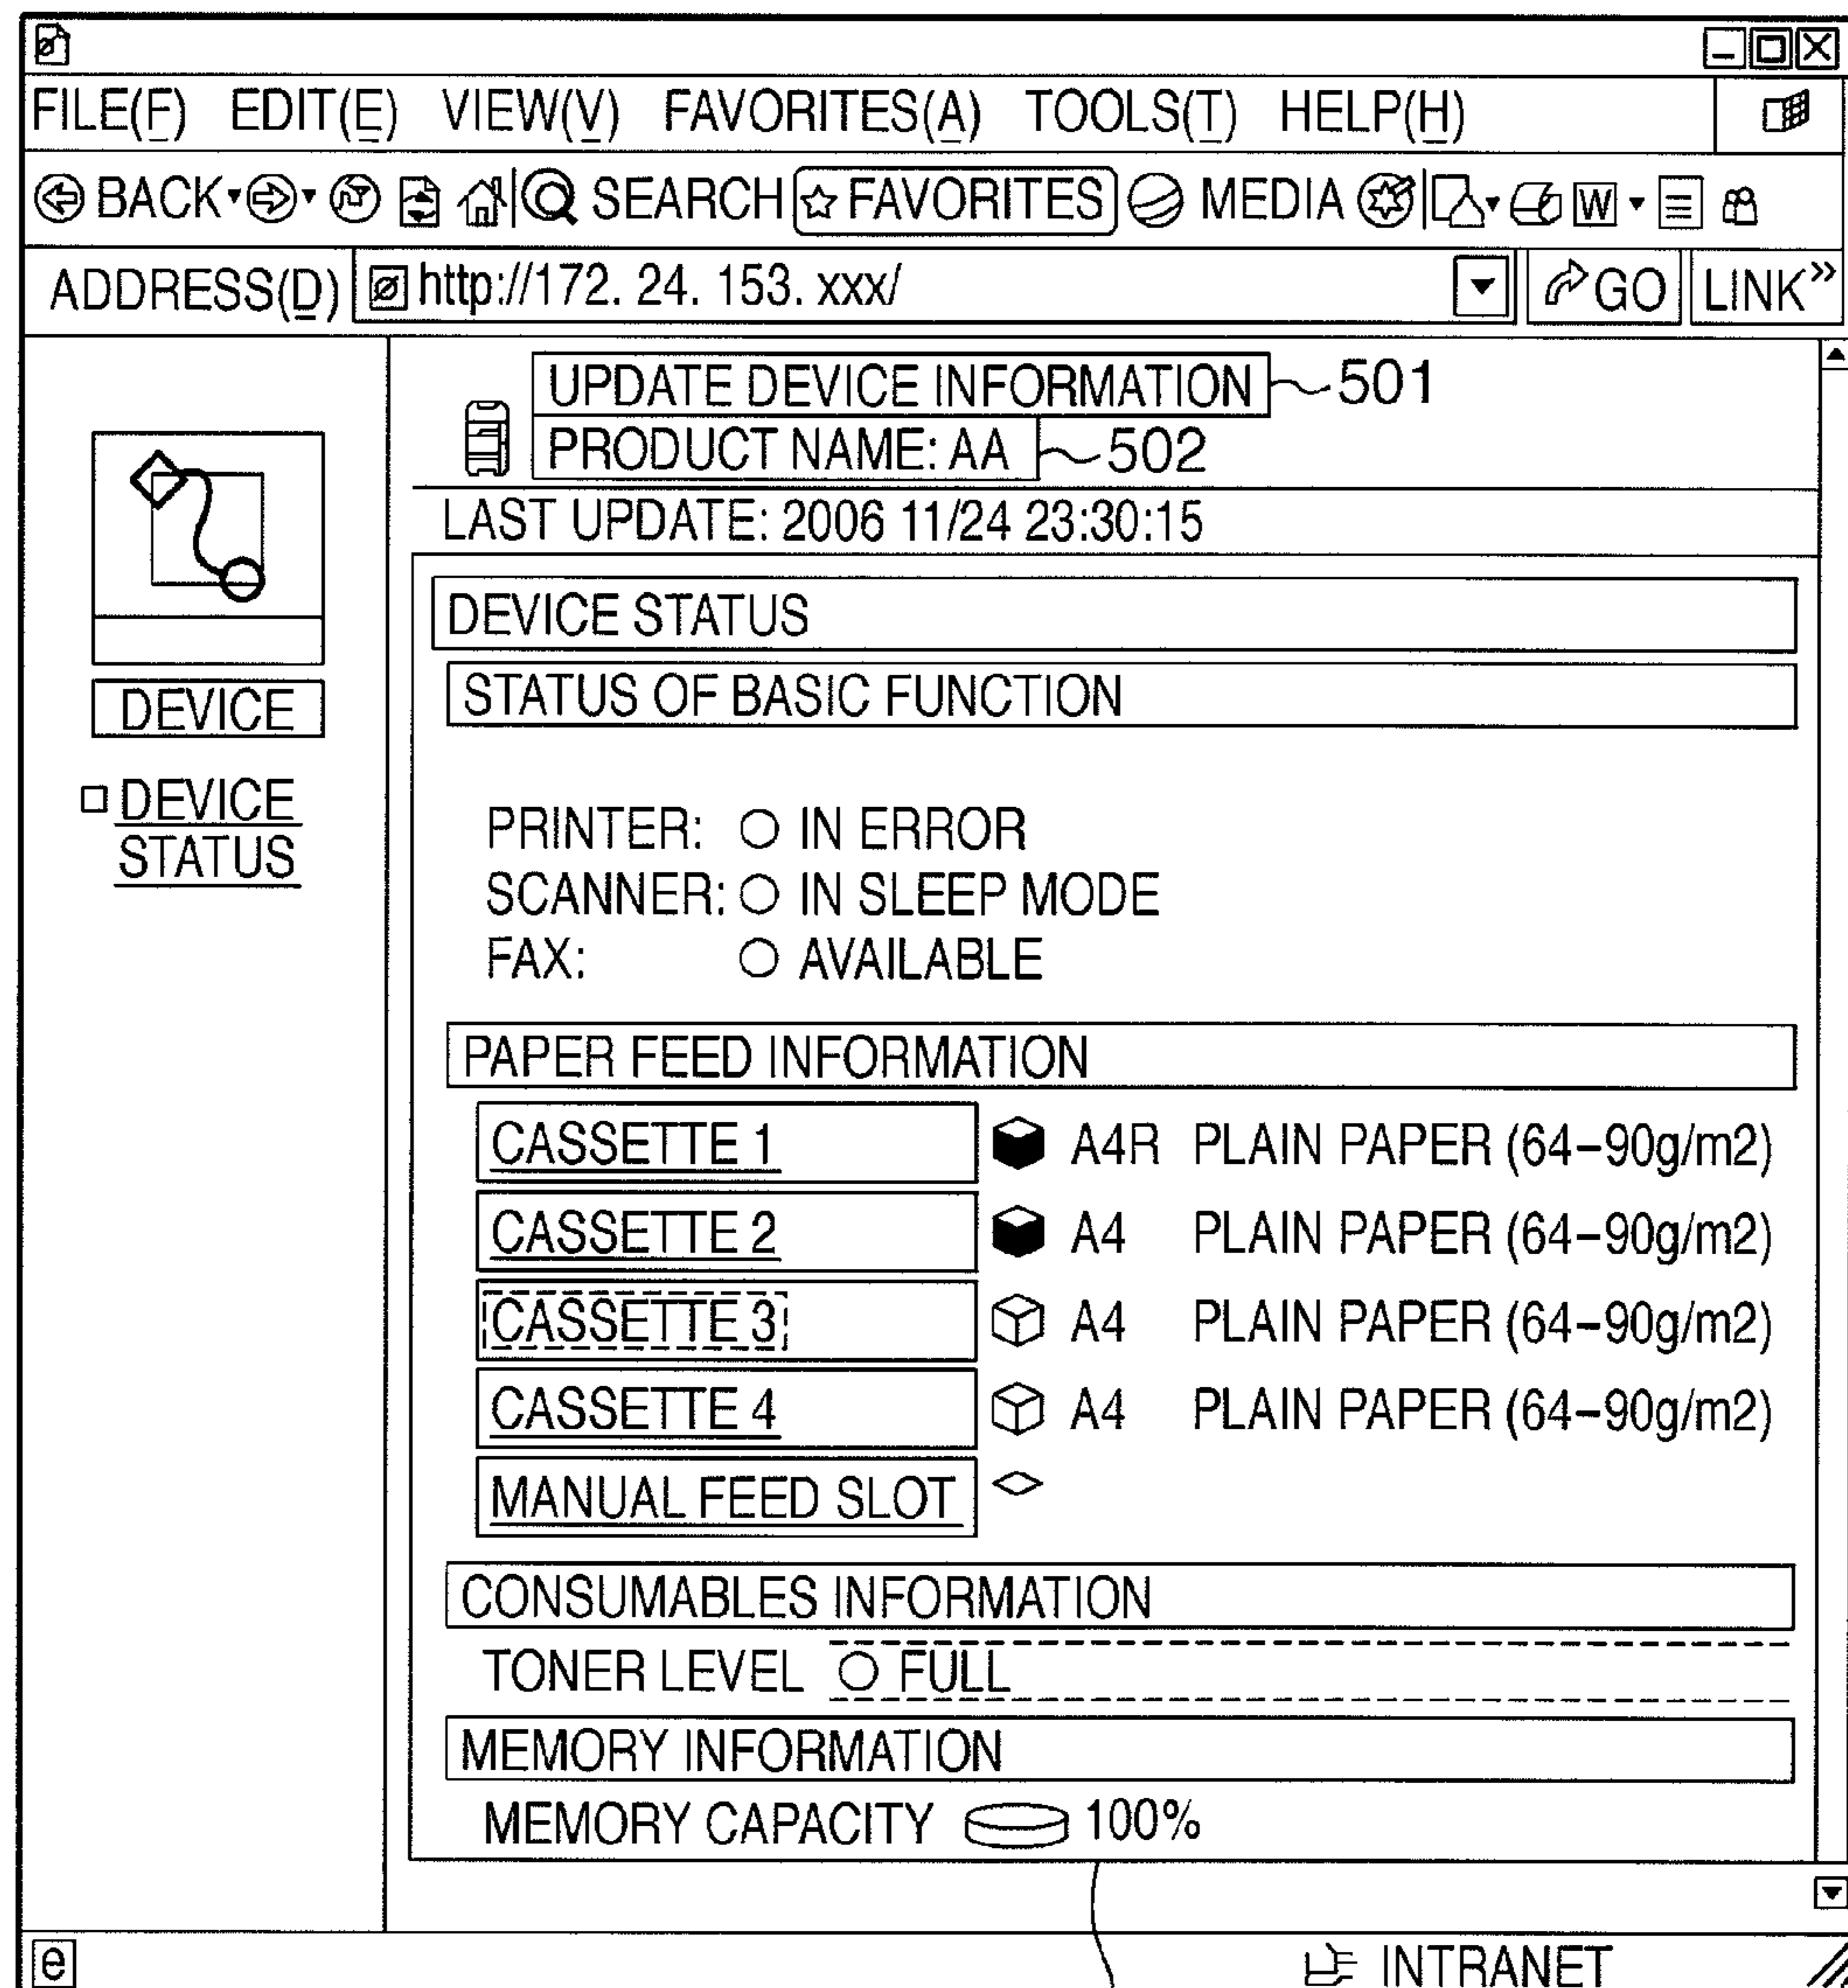 FILE(F) EDIT(E) VIEW(V) FAVORITES(A) TOOLS(T) HELP(H)
BACK SEARCH FAVORITES MEDIA W
ADDRESS(D) http://172. 24. 153. xxx/ GO LINK»
UPDATE DEVICE INFORMATION 501
PRODUCT NAME: AA 502
LAST UPDATE: 2006 11/24 23:30:15
DEVICE
DEVICE
STATUS
DEVICE STATUS
STATUS OF BASIC FUNCTION
PRINTER: IN ERROR
SCANNER: IN SLEEP MODE
FAX: AVAILABLE
PAPER FEED INFORMATION
CASSETTE 1 A4R PLAIN PAPER (64–90g/m2)
CASSETTE 2 A4 PLAIN PAPER (64–90g/m2)
CASSETTE 3 A4 PLAIN PAPER (64–90g/m2)
CASSETTE 4 A4 PLAIN PAPER (64–90g/m2)
MANUAL FEED SLOT
CONSUMABLES INFORMATION
TONER LEVEL FULL
MEMORY INFORMATION
MEMORY CAPACITY 100%
e INTRANET